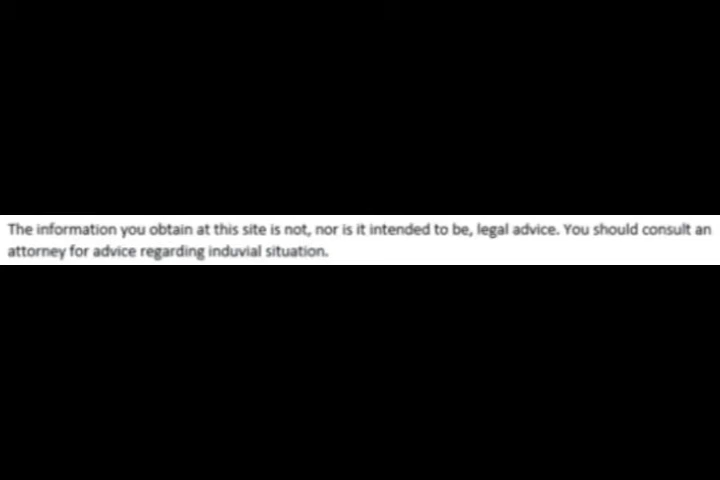 The information you obtain at this site is not, nor is it intended to be, legal advice. You should consult an
attorney for advice regarding induvial situation.